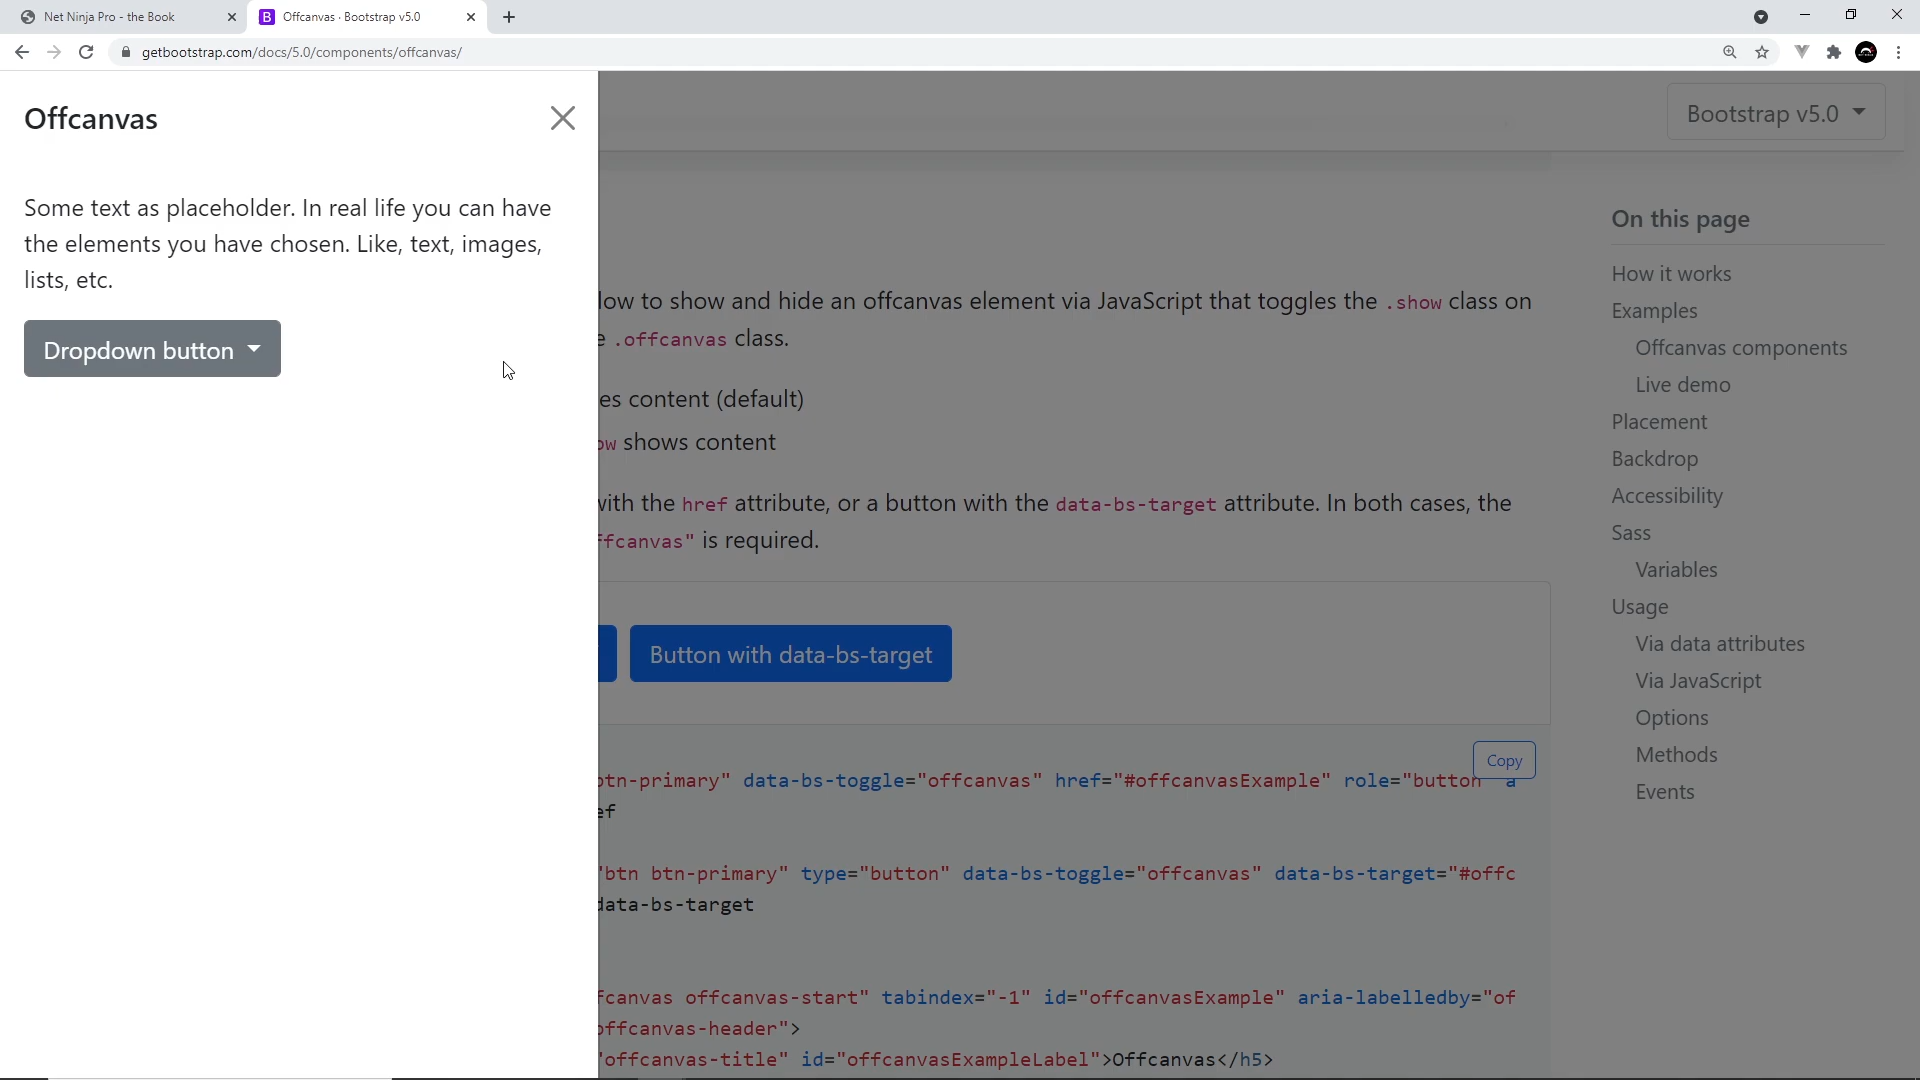 Net Ninja Pro - the Book
Offcanvas · Bootstrap v5.0
getbootstrap.com/docs/5.0/components/offcanvas/
Offcanvas
Some text as placeholder. In real life you can have
the elements you have chosen. Like, text, images,
lists, etc.
Dropdown button
Bootstrap v5.0
low to show and hide an offcanvas element via JavaScript that toggles the .show class on
e .offcanvas class.
es content (default)
ow shows content
with the href attribute, or a button with the data-bs-target attribute. In both cases, the
ffcanvas" is required.
Button with data-bs-target
Copy
btn-primary" data-bs-toggle="offcanvas" href="#offcanvasExample" role="button" a
ef
"btn btn-primary" type="button" data-bs-toggle="offcanvas" data-bs-target="#offc
data-bs-target
fcanvas offcanvas-start" tabindex="-1" id="offcanvasExample" aria-labelledby="of
offcanvas-header">
"offcanvas-title" id="offcanvasExampleLabel">Offcanvas</h5>
On this page
How it works
Examples
Offcanvas components
Live demo
Placement
Backdrop
Accessibility
Sass
Variables
Usage
Via data attributes
Via JavaScript
Options
Methods
Events